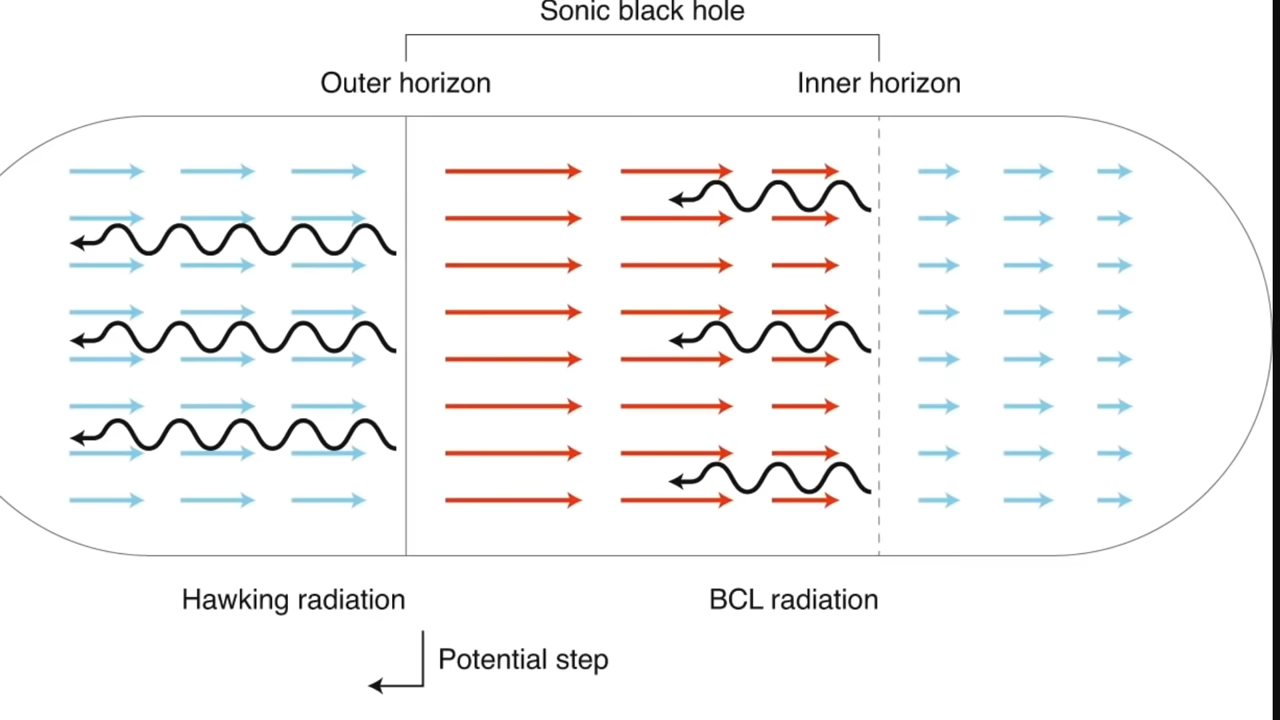 Sonic black hole
Outer horizon
Inner horizon
Hawking radiation
BCL radiation
Potential step